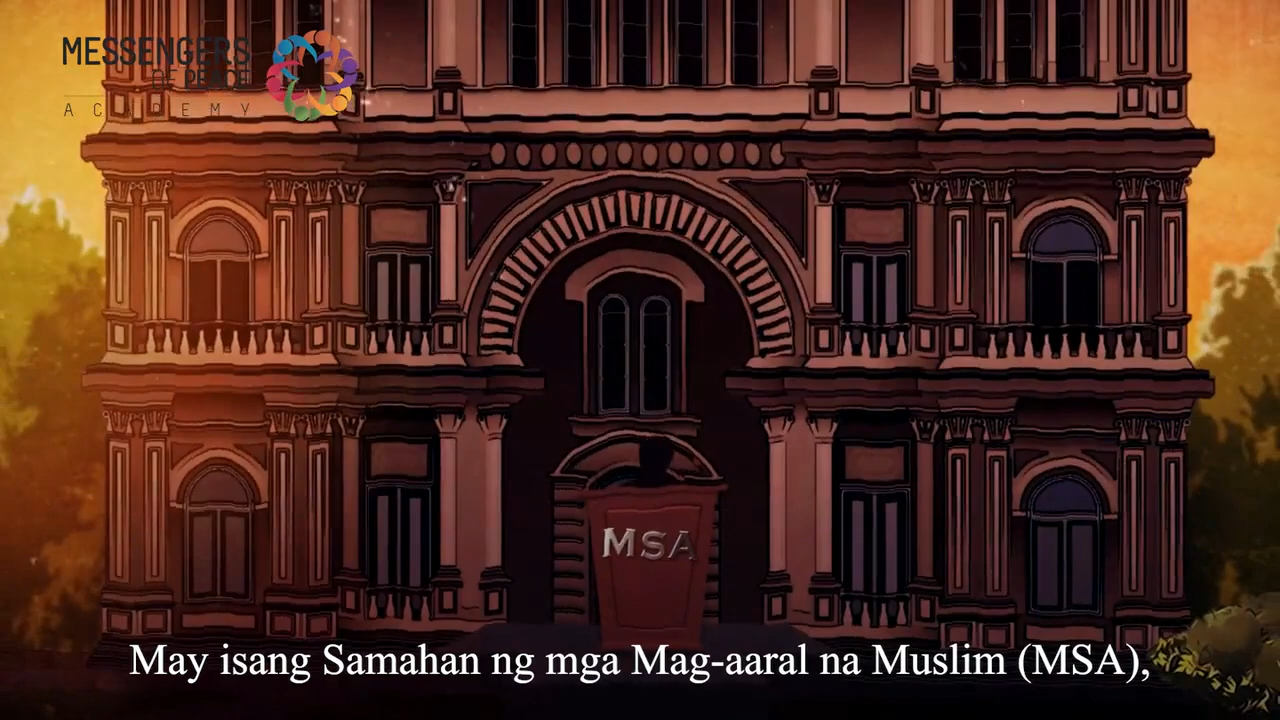 MESSENGERS
OF PEACE
ACADEMY
MSA
May isang Samahan ng mga Mag-aaral na Muslim (MSA),